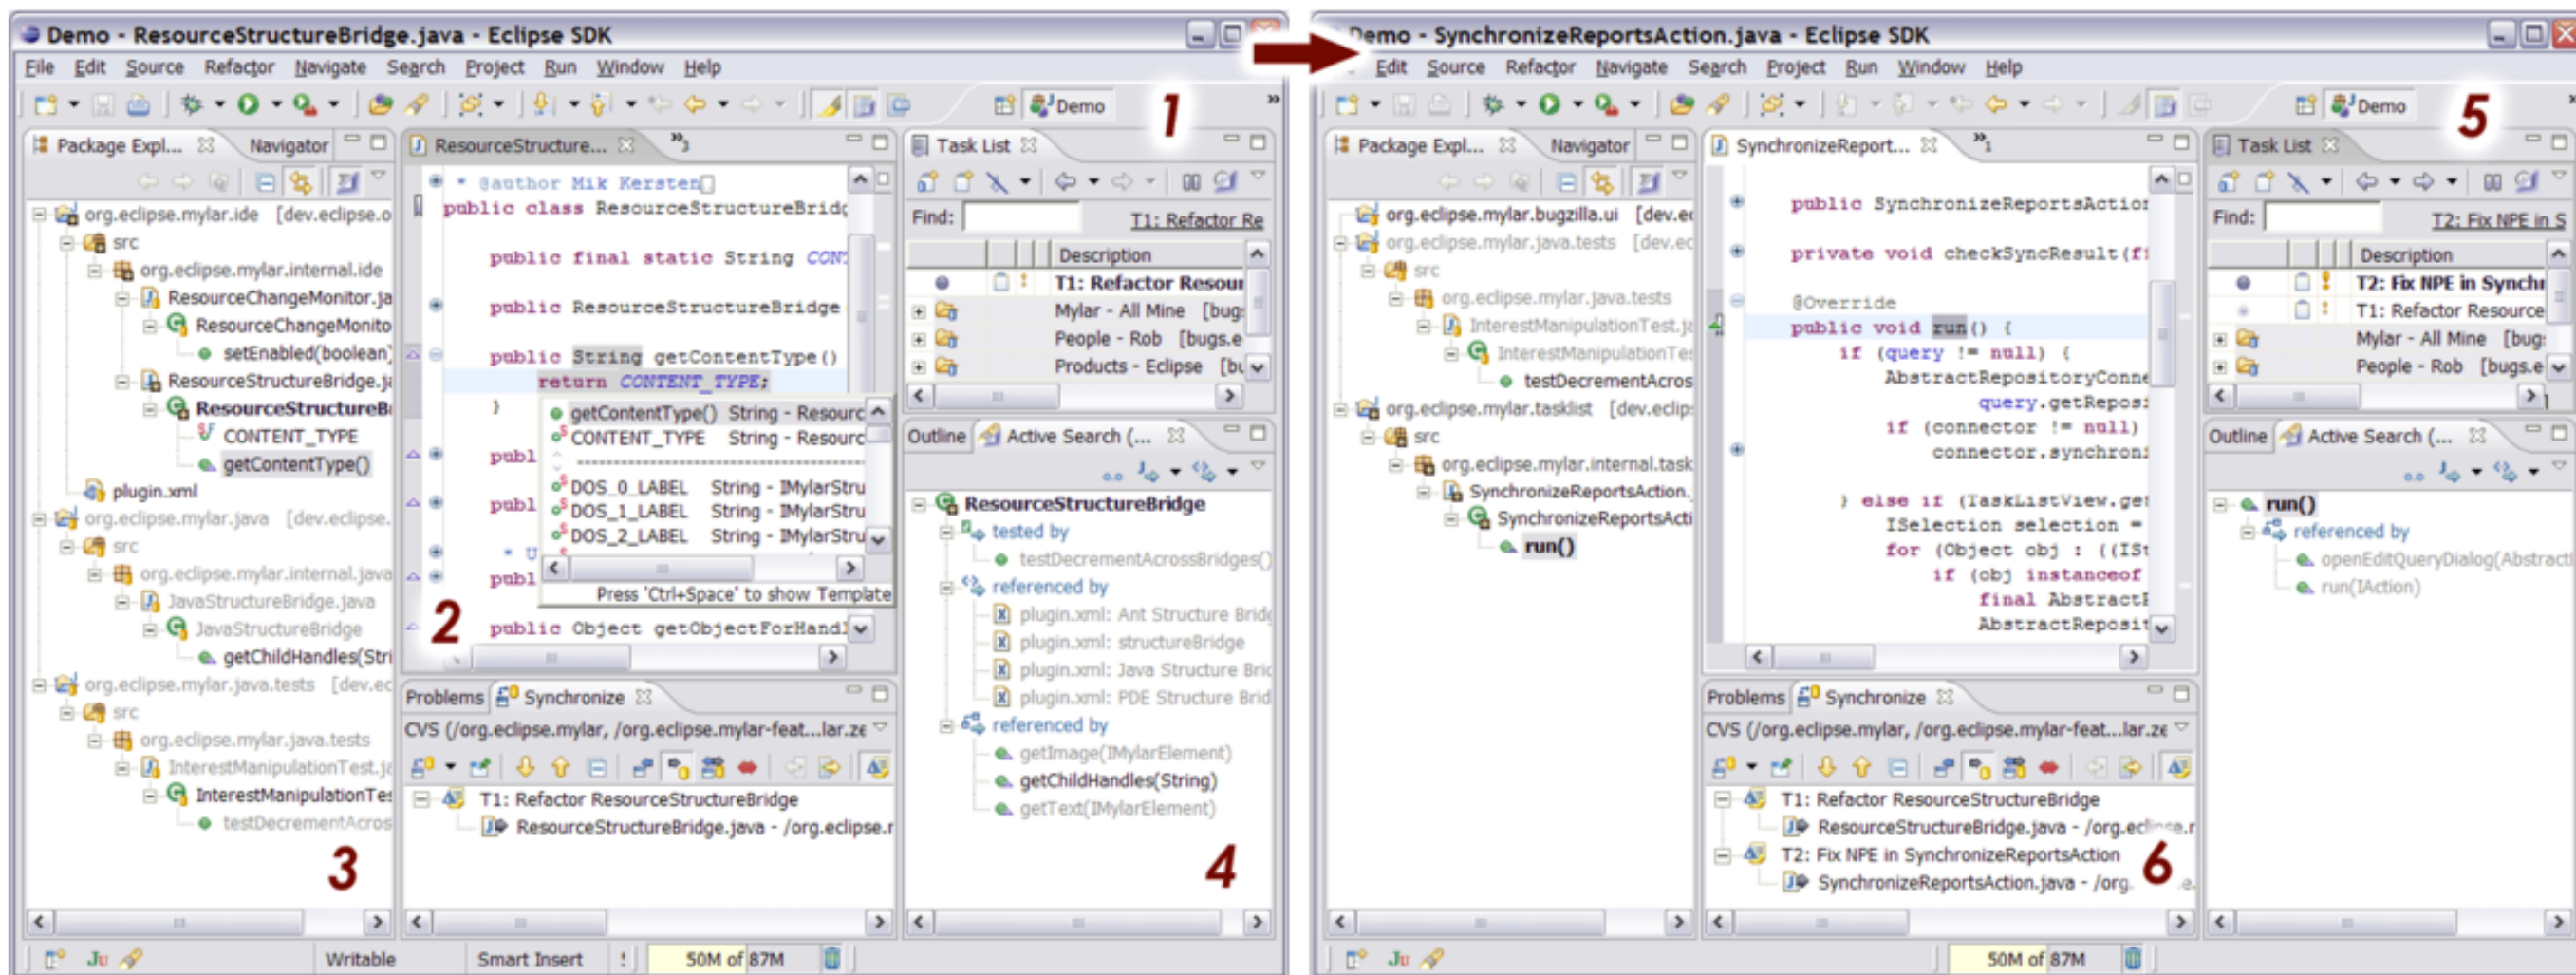 Demo - ResourceStructureBridge.java - Eclipse SDK
File Edit Source Refactor Navigate Search Project Run Window Help
Demo
1
Package Expl... Navigator
org.eclipse.mylar.ide [dev.eclipse.o
src
org.eclipse.mylar.internal.ide
ResourceChangeMonitor.ja
ResourceChangeMonito
setEnabled(boolean)
ResourceStructureBridge.ja
ResourceStructureB
CONTENT_TYPE
getContentType()
plugin.xml
org.eclipse.mylar.java [dev.eclipse.
src
org.eclipse.mylar.internal.java
JavaStructureBridge.java
JavaStructureBridge
getChildHandles(Stri
org.eclipse.mylar.java.tests [dev.ec
src
org.eclipse.mylar.java.tests
InterestManipulationTest.ja
InterestManipulationTes
testDecrementAcros
3
ResourceStructure... »3
* @author Mik Kersten
public class ResourceStructureBridg
public final static String CONT
public ResourceStructureBridge
public String getContentType()
return CONTENT_TYPE;
}
getContentType() String - Resourc
CONTENT_TYPE String - Resourc
DOS_0_LABEL String - IMylarStru
DOS_1_LABEL String - IMylarStru
DOS_2_LABEL String - IMylarStru
Press 'Ctrl+Space' to show Template
publ
publ
* U
publ
2
public Object getObjectForHandl
Problems Synchronize
CVS (/org.eclipse.mylar, /org.eclipse.mylar-feat...lar.ze
T1: Refactor ResourceStructureBridge
ResourceStructureBridge.java - /org.eclipse.r
Task List
Find: T1: Refactor Re
Description
T1: Refactor Resour
Mylar - All Mine [bug:
People - Rob [bugs.e
Products - Eclipse [bu
Outline Active Search (...
ResourceStructureBridge
tested by
testDecrementAcrossBridges()
referenced by
plugin.xml: Ant Structure Bridg
plugin.xml: structureBridge
plugin.xml: Java Structure Bric
plugin.xml: PDE Structure Brid
referenced by
getImage(IMylarElement)
getChildHandles(String)
getText(IMylarElement)
4
Writable Smart Insert 50M of 87M
Demo - SynchronizeReportsAction.java - Eclipse SDK
Edit Source Refactor Navigate Search Project Run Window Help
Demo
5
Package Expl... Navigator
org.eclipse.mylar.bugzilla.ui [dev.ec
org.eclipse.mylar.java.tests [dev.ec
src
org.eclipse.mylar.java.tests
InterestManipulationTest.ja
InterestManipulationTes
testDecrementAcros
org.eclipse.mylar.tasklist [dev.eclip:
src
org.eclipse.mylar.internal.task
SynchronizeReportsAction.
SynchronizeReportsActi
run()
SynchronizeReport... »1
public SynchronizeReportsAction
private void checkSyncResult(fi
@Override
public void run() {
if (query != null) {
AbstractRepositoryConne
query.getReposi
if (connector != null)
connector.synchroni
} else if (TaskListView.get
ISelection selection =
for (Object obj : ((ISt
if (obj instanceof
final AbstractR
AbstractReposit
Problems Synchronize
CVS (/org.eclipse.mylar, /org.eclipse.mylar-feat...lar.ze
T1: Refactor ResourceStructureBridge
ResourceStructureBridge.java - /org.eclipse.r
T2: Fix NPE in SynchronizeReportsAction
SynchronizeReportsAction.java - /org.
6
Task List
Find: T2: Fix NPE in S
Description
T2: Fix NPE in Synchr
T1: Refactor Resource
Mylar - All Mine [bug:
People - Rob [bugs.e
Outline Active Search (...
run()
referenced by
openEditQueryDialog(Abstracti
run(IAction)
50M of 87M